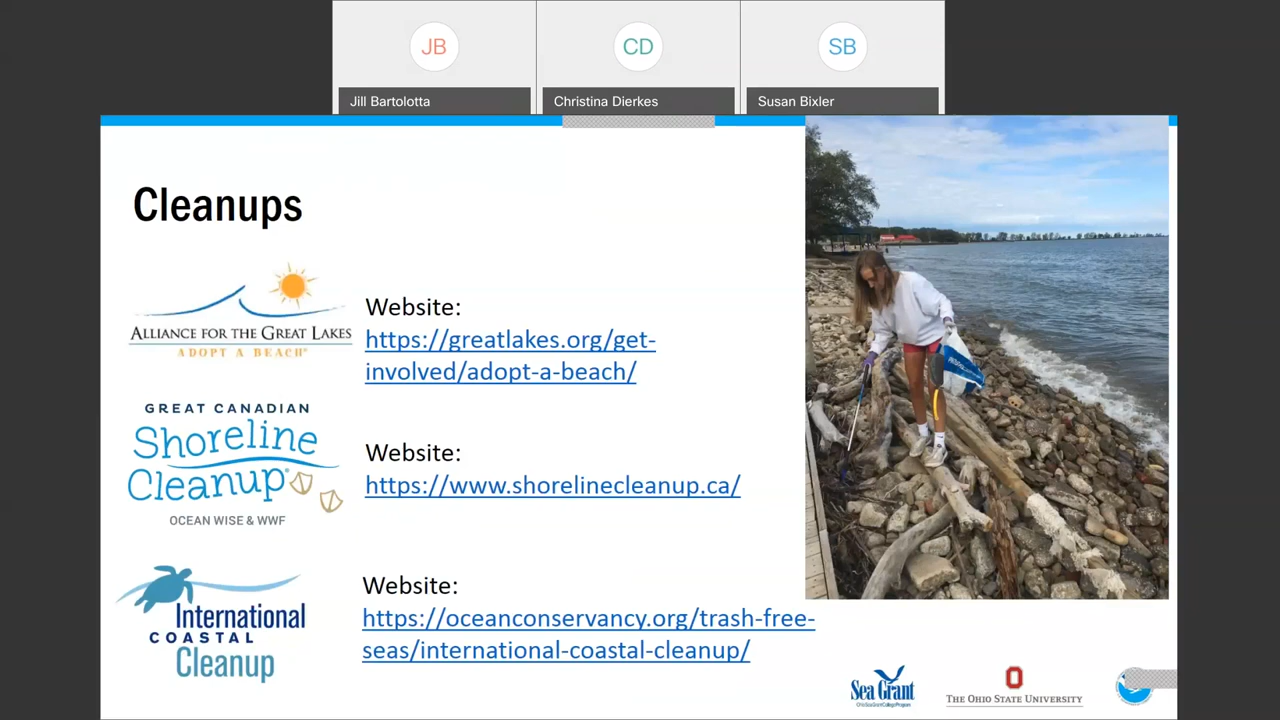 JB
CD
SB
Jill Bartolotta
Christina Dierkes
Susan Bixler
Cleanups
ALLIANCE FOR THE GREAT LAKES
ADOPT A BEACH®
Website:
https://greatlakes.org/get-
involved/adopt-a-beach/
GREAT CANADIAN
Shoreline
Cleanup®
OCEAN WISE & WWF
Website:
https://www.shorelinecleanup.ca/
International
COASTAL
Cleanup
Website:
https://oceanconservancy.org/trash-free-
seas/international-coastal-cleanup/
Sea Grant
Ohio Sea Grant College Program
THE OHIO STATE UNIVERSITY